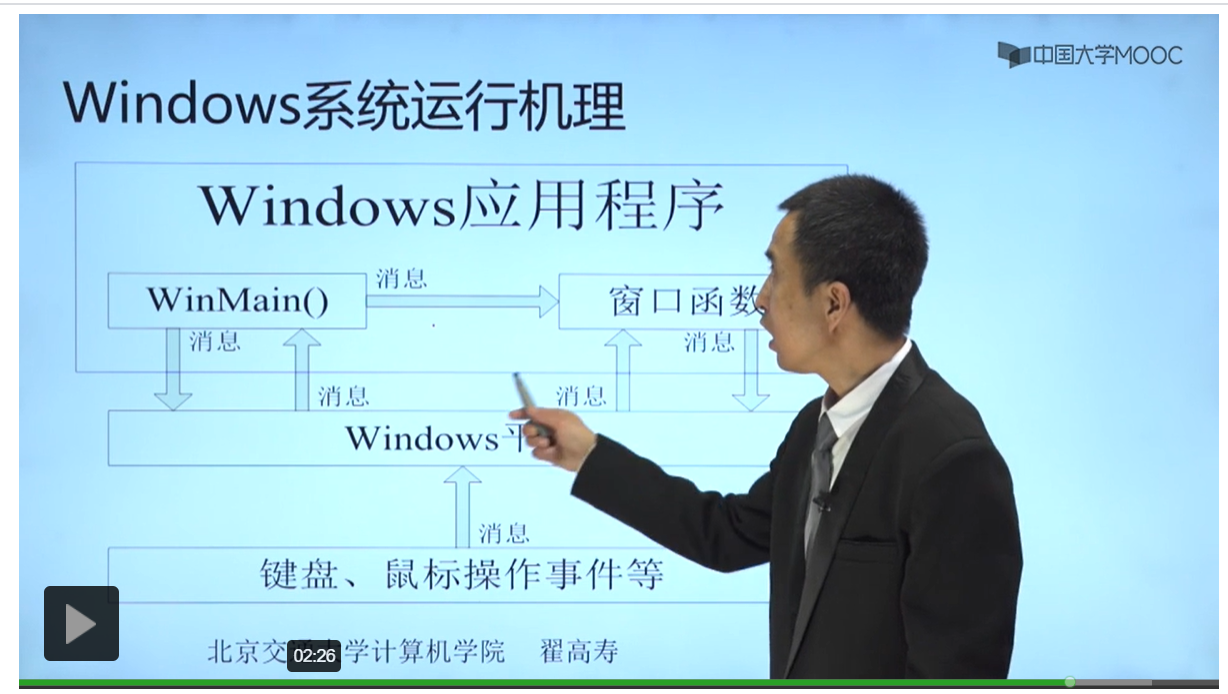 中国大学MOOC
Windows系统运行机理
Windows应用程序
消息
WinMain()
窗口函数
消息
消息
消息
消息
Windows平
消息
键盘、鼠标操作事件等
北京交 学计算机学院 翟高寿
02:26